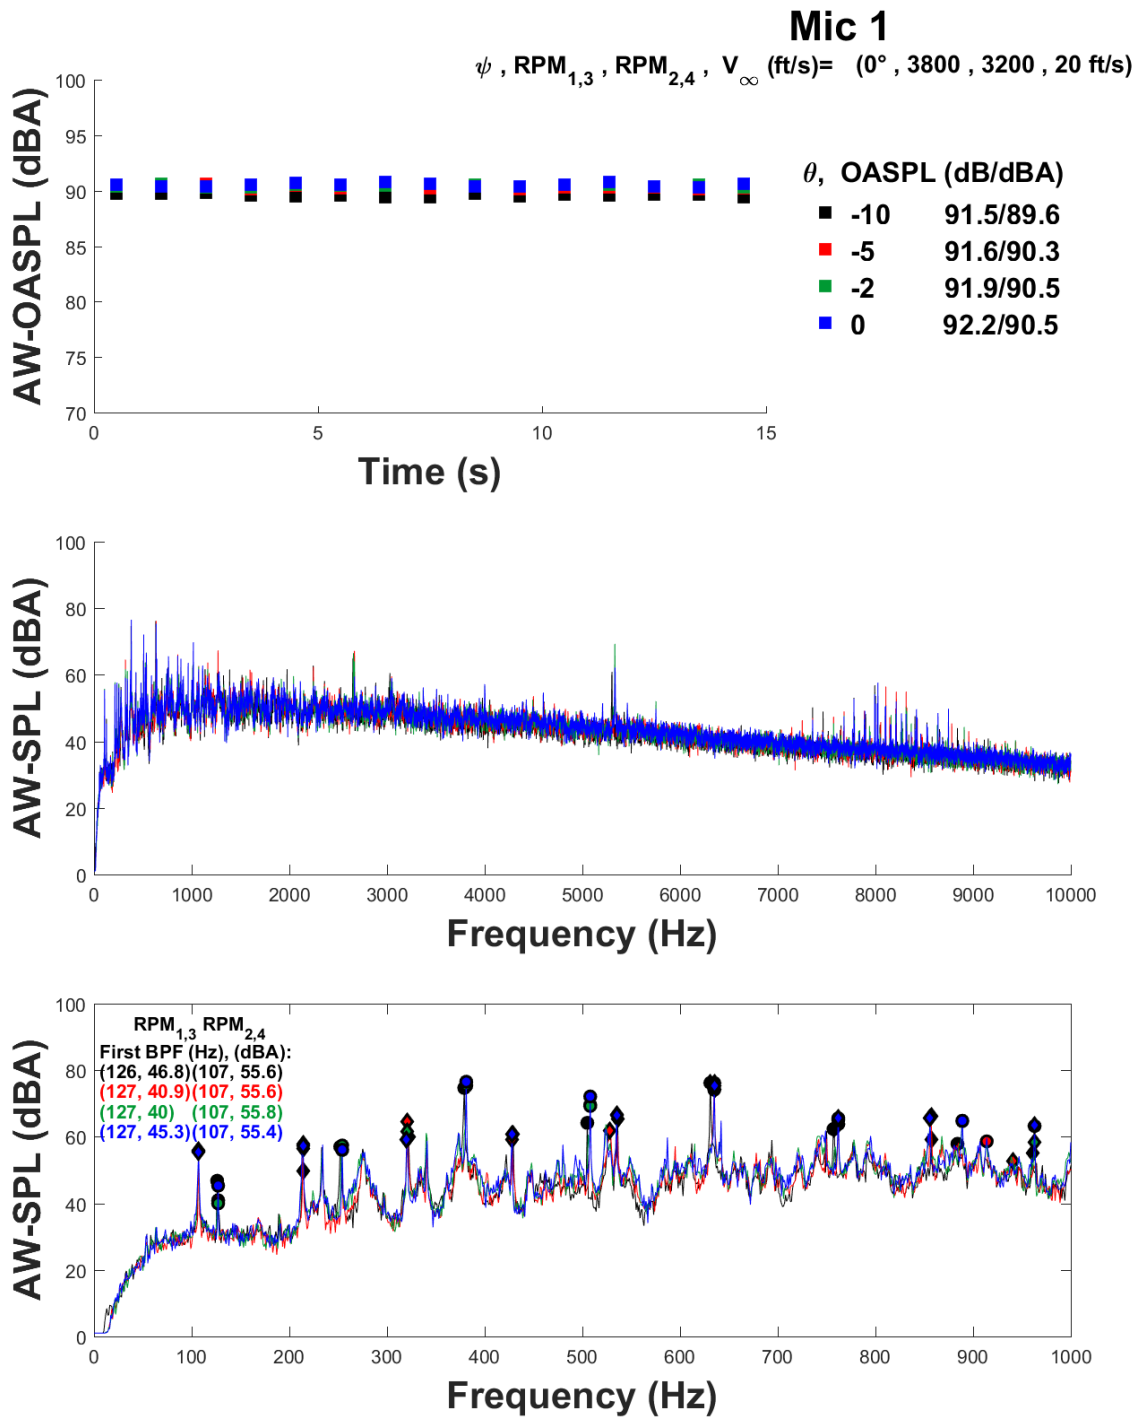 Mic 1
ψ , RPM1,3 , RPM2,4 , V∞ (ft/s)= (0° , 3800 , 3200 , 20 ft/s)
AW-OASPL (dBA)
100
95
90
85
80
75
70
0 5 10 15
Time (s)
θ, OASPL (dB/dBA)
-10 91.5/89.6
-5 91.6/90.3
-2 91.9/90.5
0 92.2/90.5
AW-SPL (dBA)
100
80
60
40
20
0
0 1000 2000 3000 4000 5000 6000 7000 8000 9000 10000
Frequency (Hz)
AW-SPL (dBA)
100
80
60
40
20
0
RPM1,3 RPM2,4
First BPF (Hz), (dBA):
(126, 46.8)(107, 55.6)
(127, 40.9)(107, 55.6)
(127, 40) (107, 55.8)
(127, 45.3)(107, 55.4)
0 100 200 300 400 500 600 700 800 900 1000
Frequency (Hz)